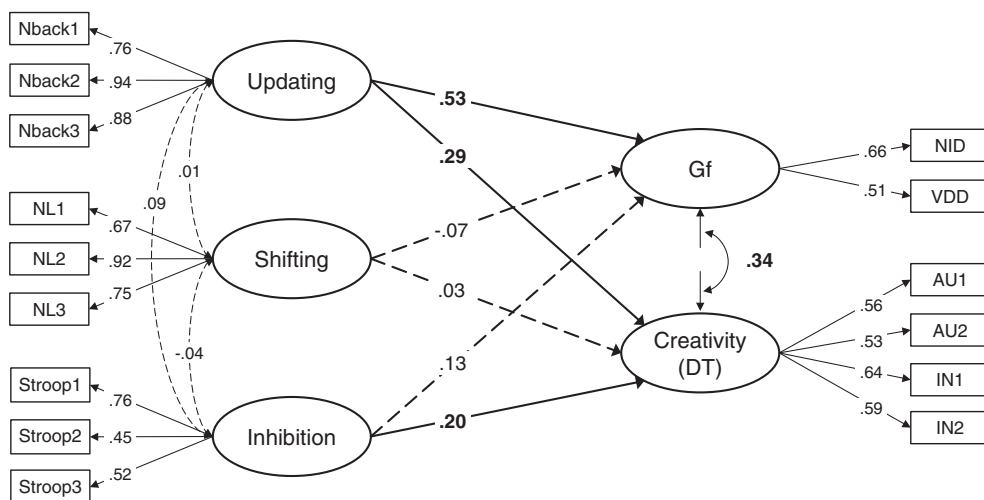 Nback1
.76
Nback2
.94
Nback3
.88
Updating
.53
.29
.01
.09
NL1
.67
NL2
.92
NL3
.75
Shifting
-.07
.03
-.04
Stroop1
.76
Stroop2
.45
Stroop3
.52
Inhibition
.13
.20
Gf
.66
NID
.51
VDD
.34
Creativity
(DT)
.56
AU1
.53
AU2
.64
IN1
.59
IN2